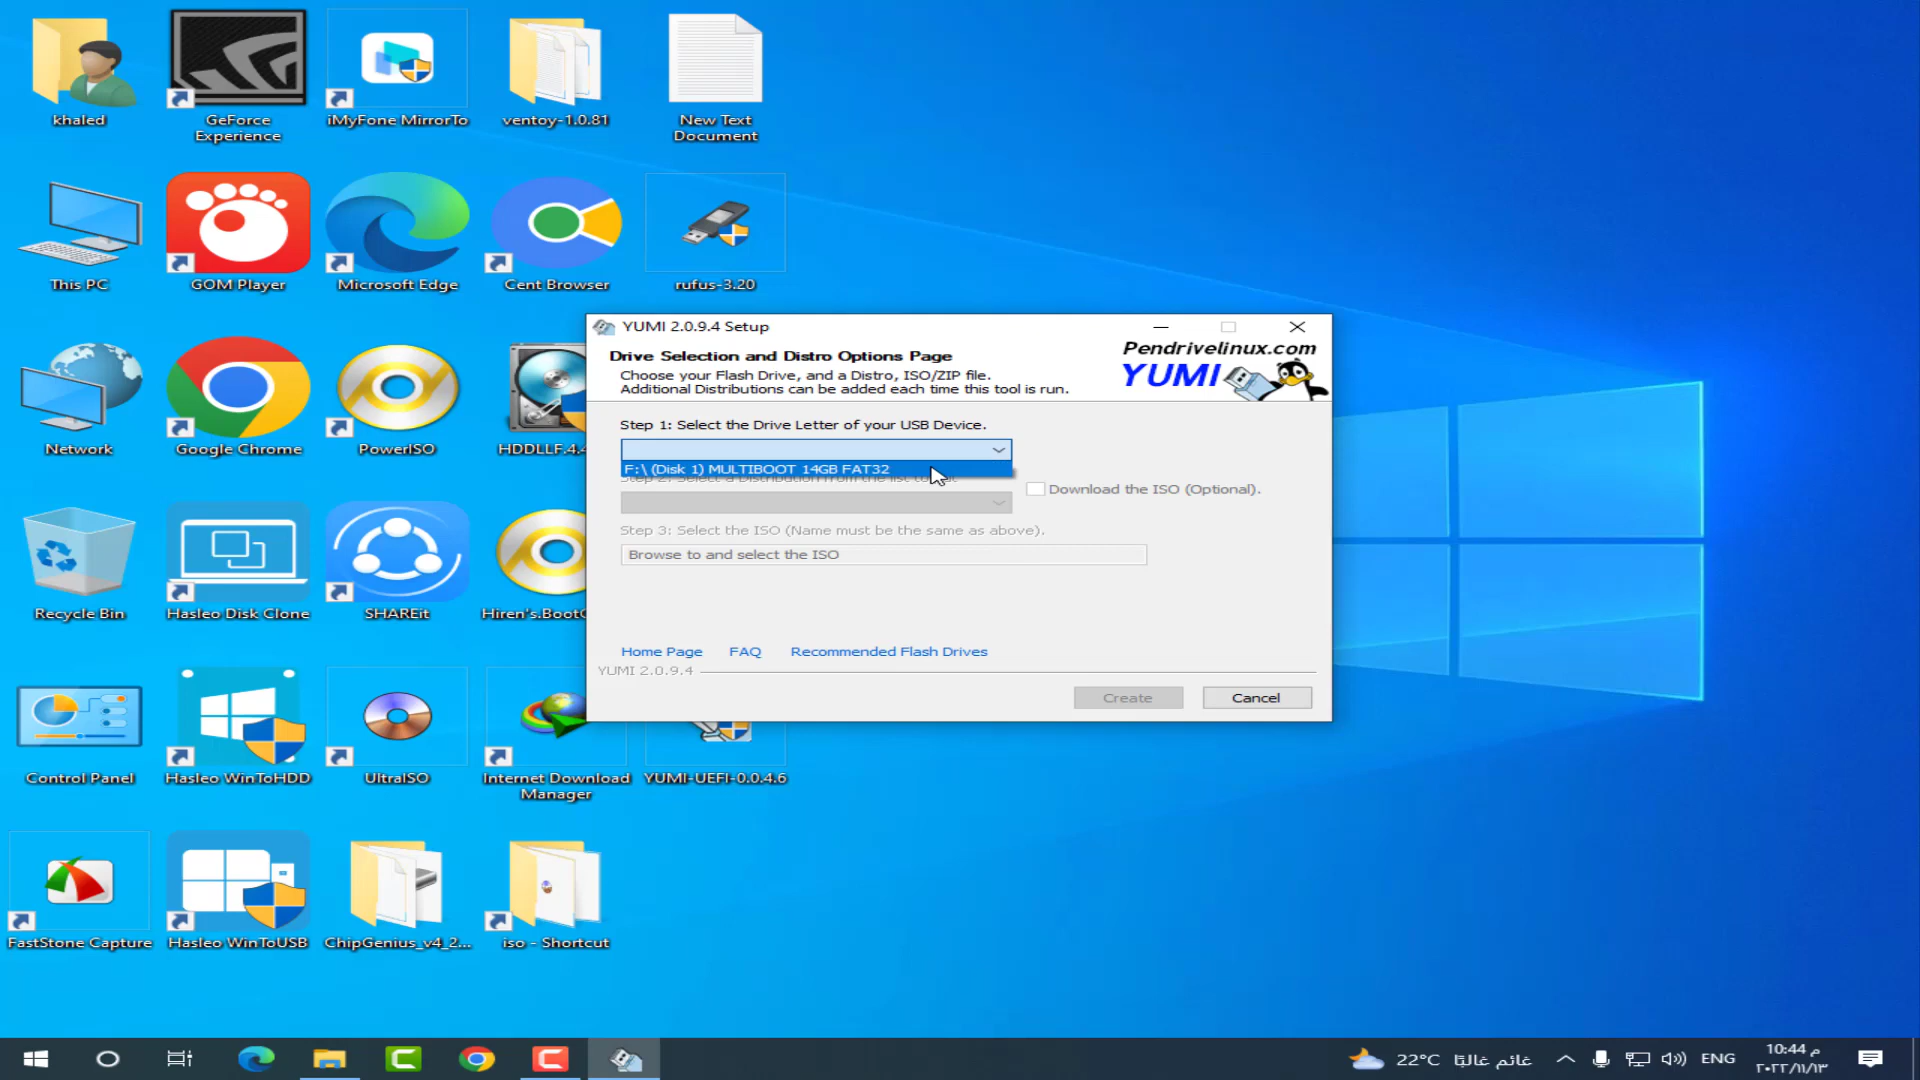 khaled
GeForce
Experience
iMyFone MirrorTo
ventoy-1.0.81
New Text
Document
This PC
GOM Player
Microsoft Edge
Cent Browser
rufus-3.20
Network
Google Chrome
PowerISO
HDDLLF.4.4
Recycle Bin
Hasleo Disk Clone
SHAREit
Hiren's.BootC
Control Panel
Hasleo WinToHDD
UltraISO
Internet Download
Manager
YUMI-UEFI-0.0.4.6
FastStone Capture
Hasleo WinToUSB
ChipGenius_v4_2...
iso - Shortcut
YUMI 2.0.9.4 Setup
Drive Selection and Distro Options Page
Choose your Flash Drive, and a Distro, ISO/ZIP file.
Additional Distributions can be added each time this tool is run.
Pendrivelinux.com
YUMI
Step 1: Select the Drive Letter of your USB Device.
F:\ (Disk 1) MULTIBOOT 14GB FAT32
Step 2: Select a Distribution from the list to put
Download the ISO (Optional).
Step 3: Select the ISO (Name must be the same as above).
Browse to and select the ISO
Home Page FAQ Recommended Flash Drives
YUMI 2.0.9.4
Create Cancel
22°C غائم غالبًا
ENG
10:44 م
٢٠٢٢/١١/١٣